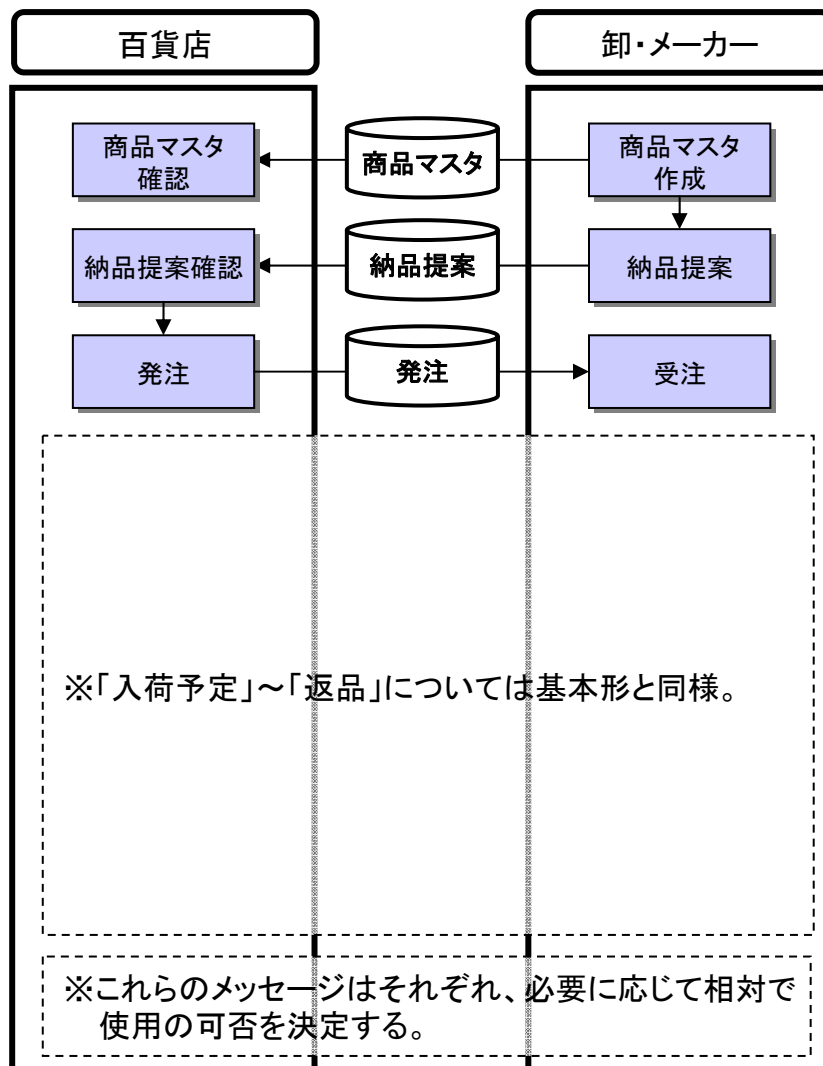 百貨店
卸・メーカー
商品マスタ
確認
商品マスタ
商品マスタ
作成
納品提案確認
納品提案
納品提案
発注
発注
受注
※「入荷予定」～「返品」については基本形と同様。
※これらのメッセージはそれぞれ、必要に応じて相対で
使用の可否を決定する。